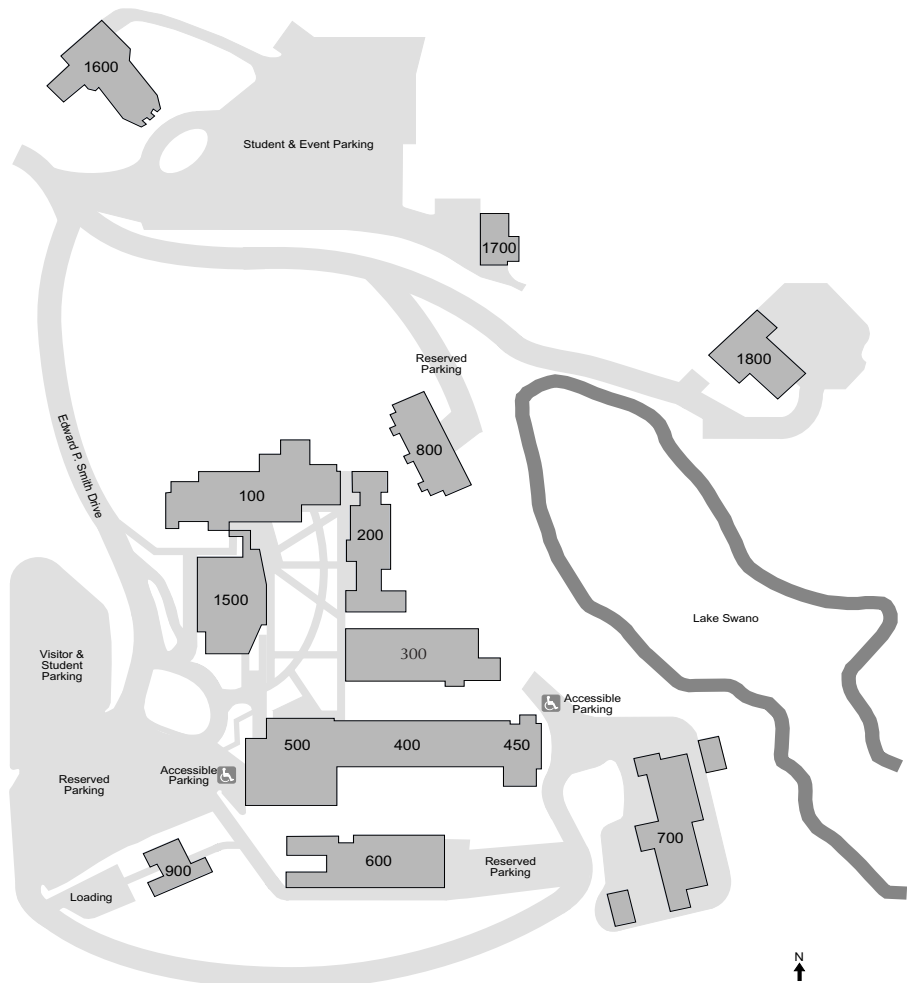 1600
Student & Event Parking
1700
1800
Reserved
Parking
800
Edward P. Smith Drive
100
200
1500
Lake Swano
300
Visitor &
Student
Parking
Accessible
Parking
500
400
450
Accessible
Parking
Reserved
Parking
700
600
900
Reserved
Parking
Loading
N